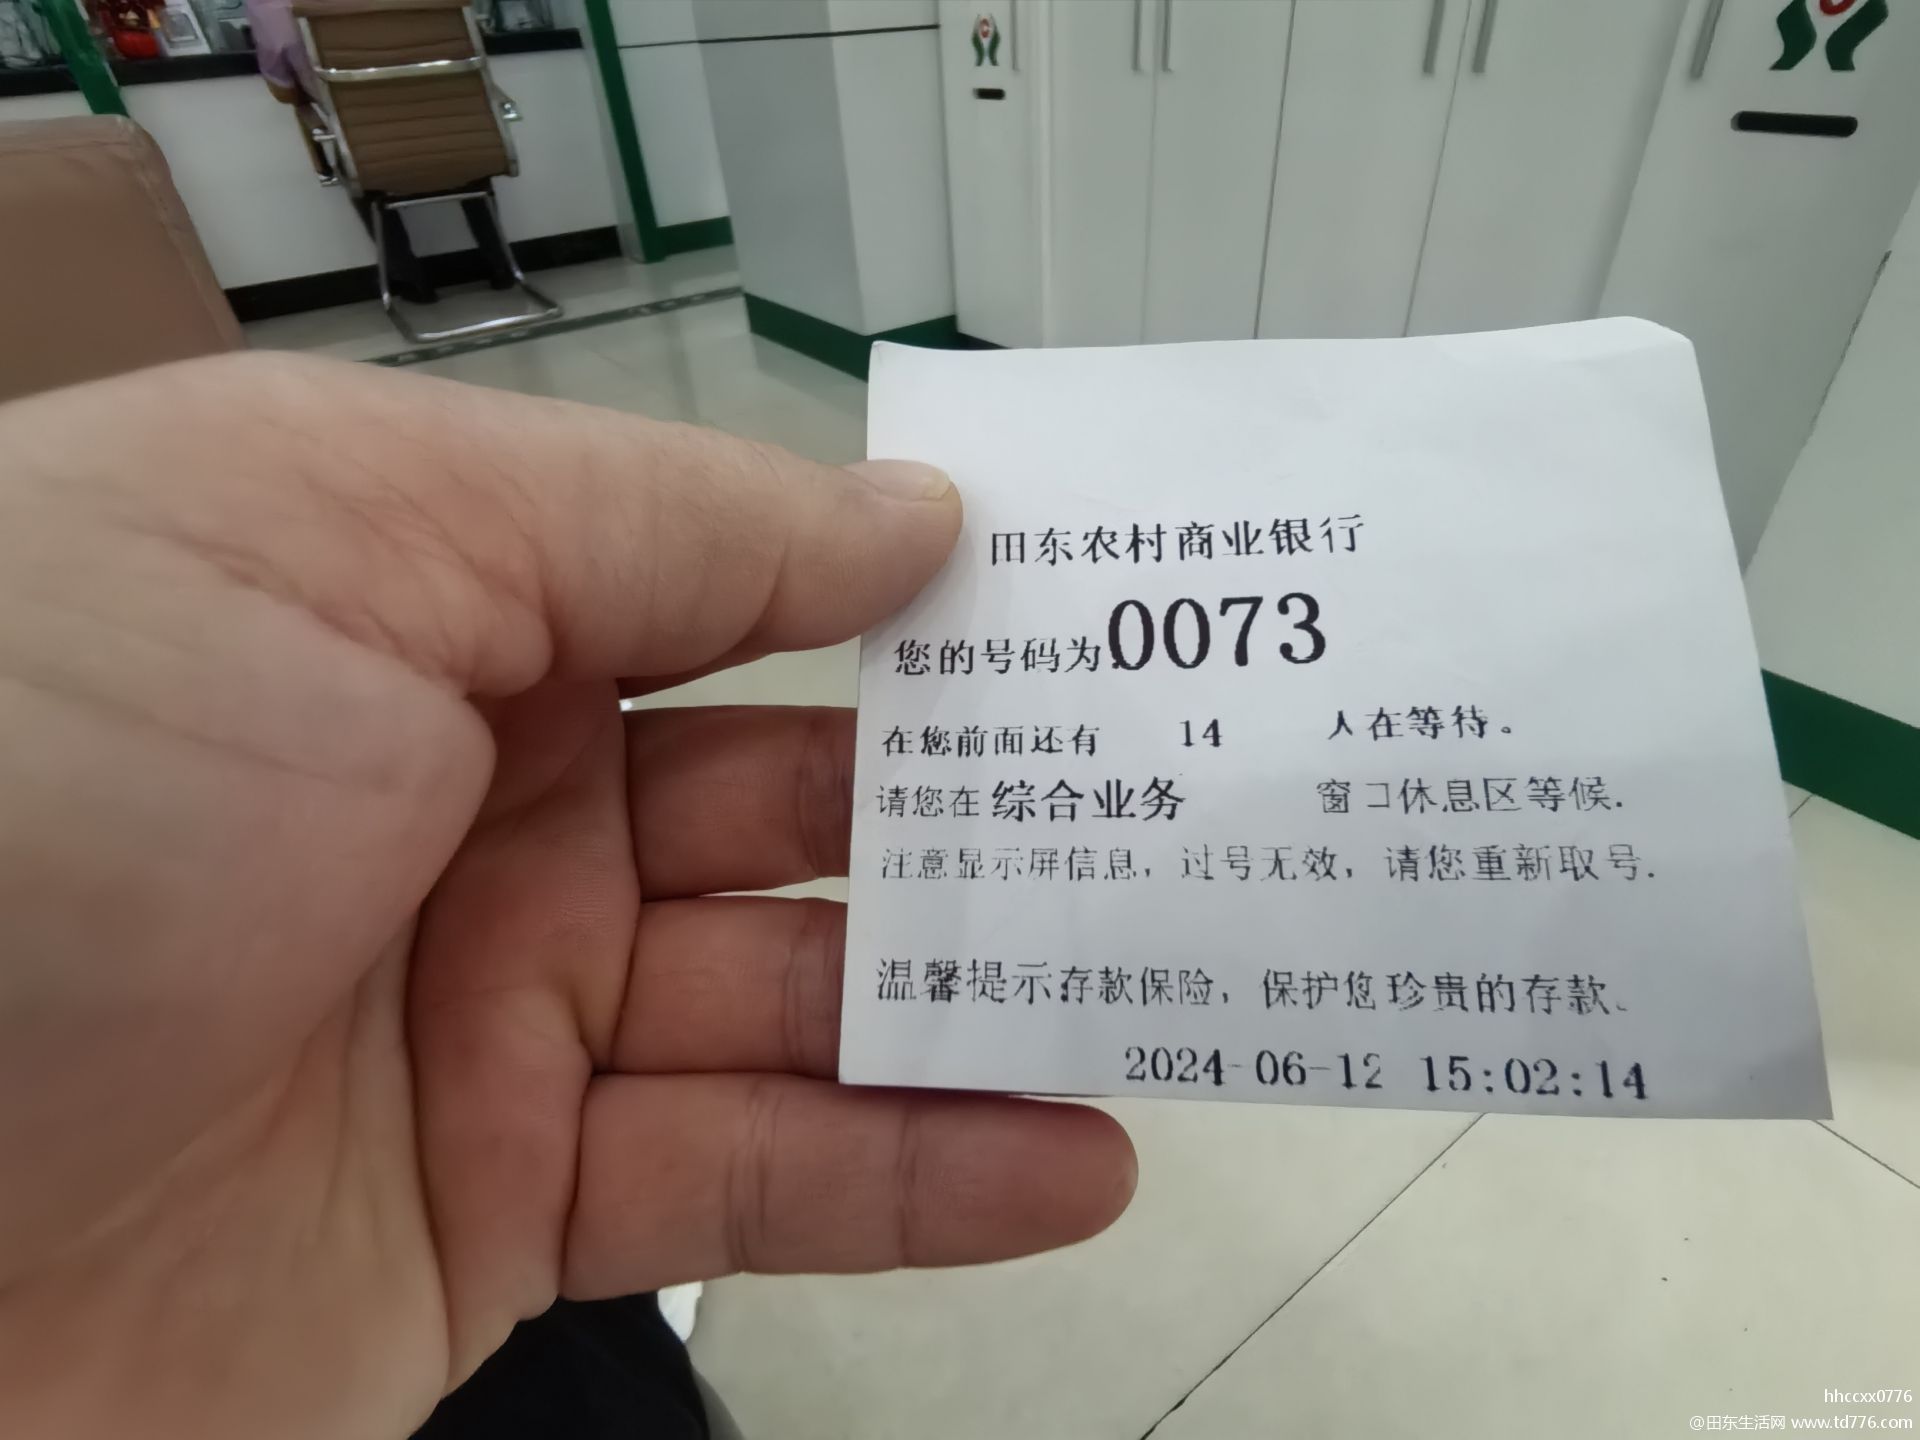 田东农村商业银行
您的号码为0073
在您前面还有 14 人在等待。
请您在 综合业务 窗口休息区等候.
注意显示屏信息，过号无效，请您重新取号.
温馨提示存款保险，保护您珍贵的存款。
2024-06-12 15:02:14
hhccxx0776
@田东生活网 www.td776.com